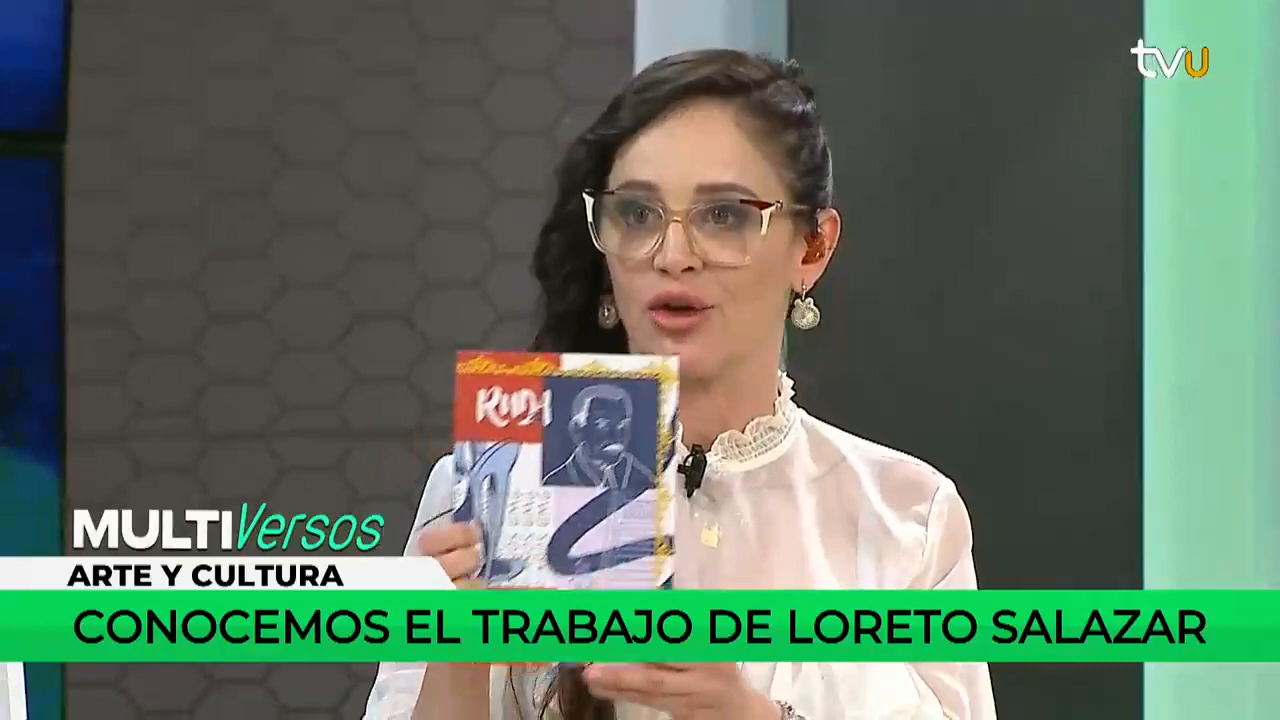 tvu
MULTIVersos
ARTE Y CULTURA
CONOCEMOS EL TRABAJO DE LORETO SALAZAR